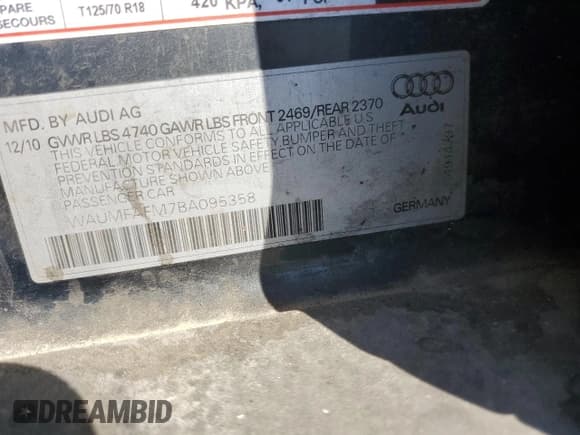 SPARE
SECOURS
T125/70 R18
420 KPA,
MFD. BY AUDI AG
Audi
12/10 GVWR LBS 4740 GAWR LBS FRONT 2469/REAR 2370
THIS VEHICLE CONFORMS TO ALL APPLICABLE U.S.
FEDERAL MOTOR VEHICLE SAFETY BUMPER AND THEFT
PREVENTION STANDARDS IN EFFECT ON THE DATE OF
MANUFACTURE SHOWN ABOVE
PASSENGER CAR
WAUMFAFM7BA095358
GERMANY
DREAMBID